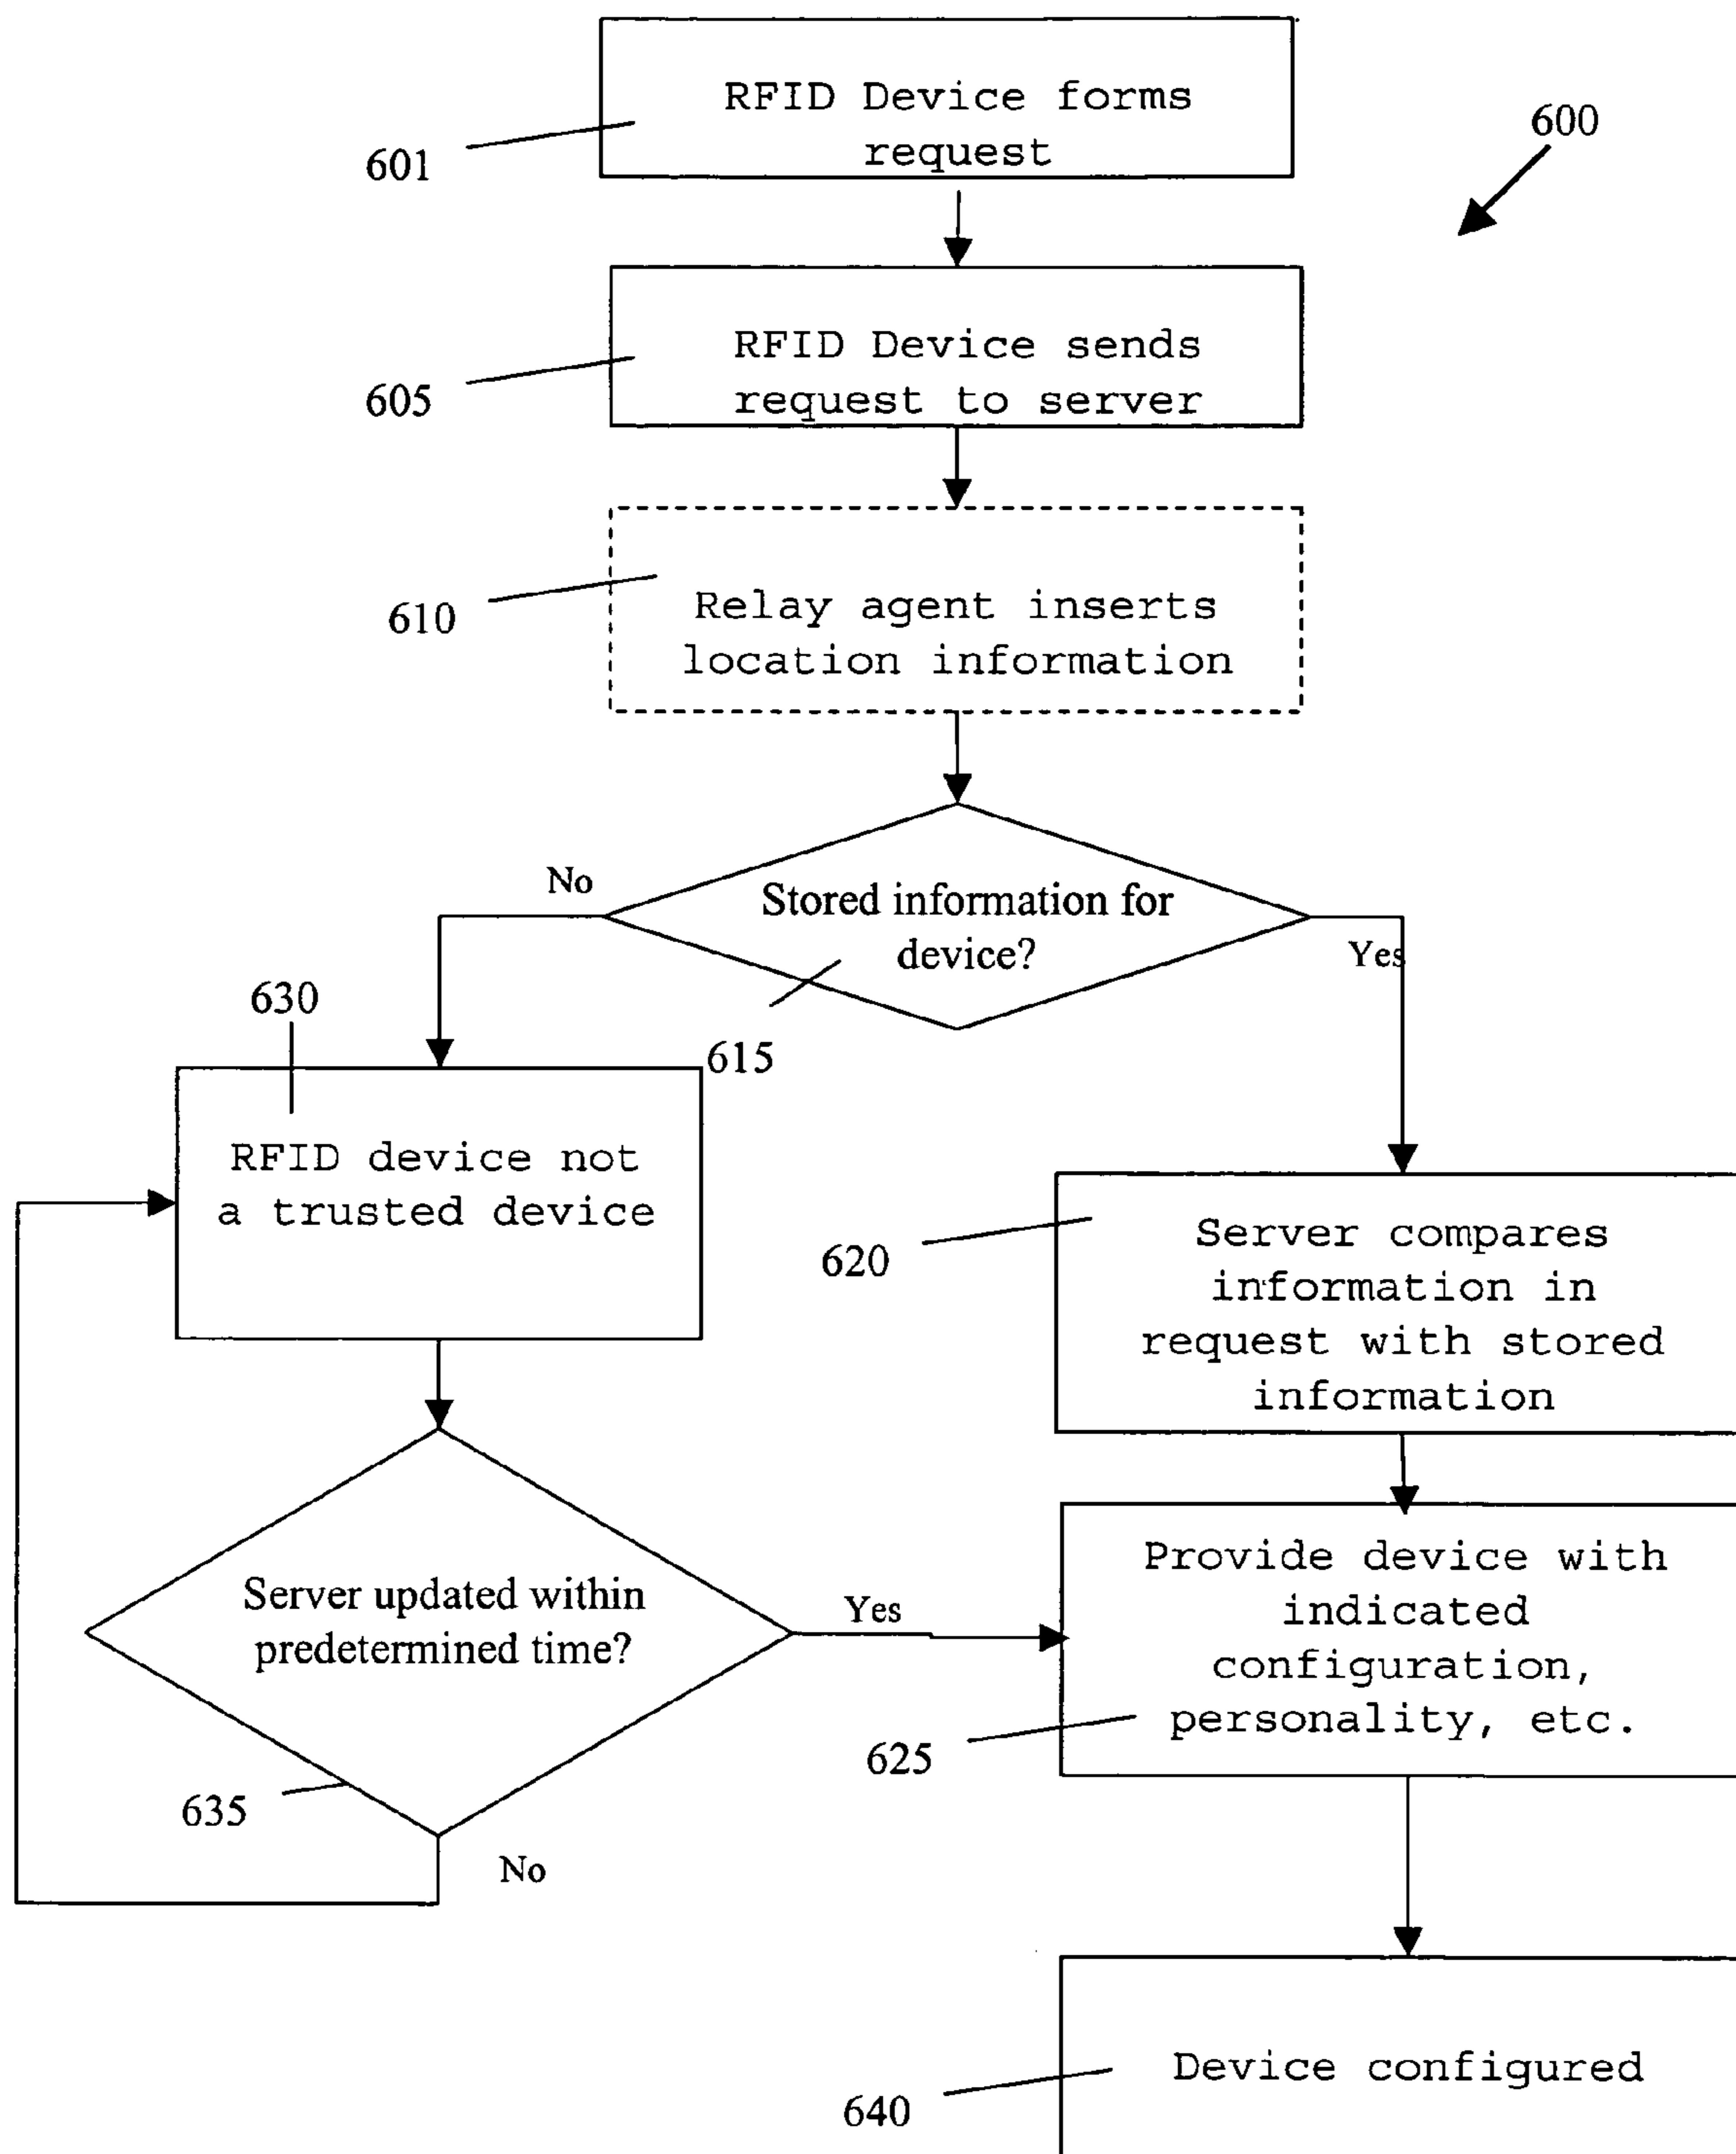 RFID Device forms
request
601
600
RFID Device sends
request to server
605
Relay agent inserts
location information
610
Stored information for
device?
No
Yes
615
630
RFID device not
a trusted device
Server compares
information in
request with stored
information
620
Server updated within
predetermined time?
Yes
No
635
Provide device with
indicated
configuration,
personality, etc.
625
Device configured
640